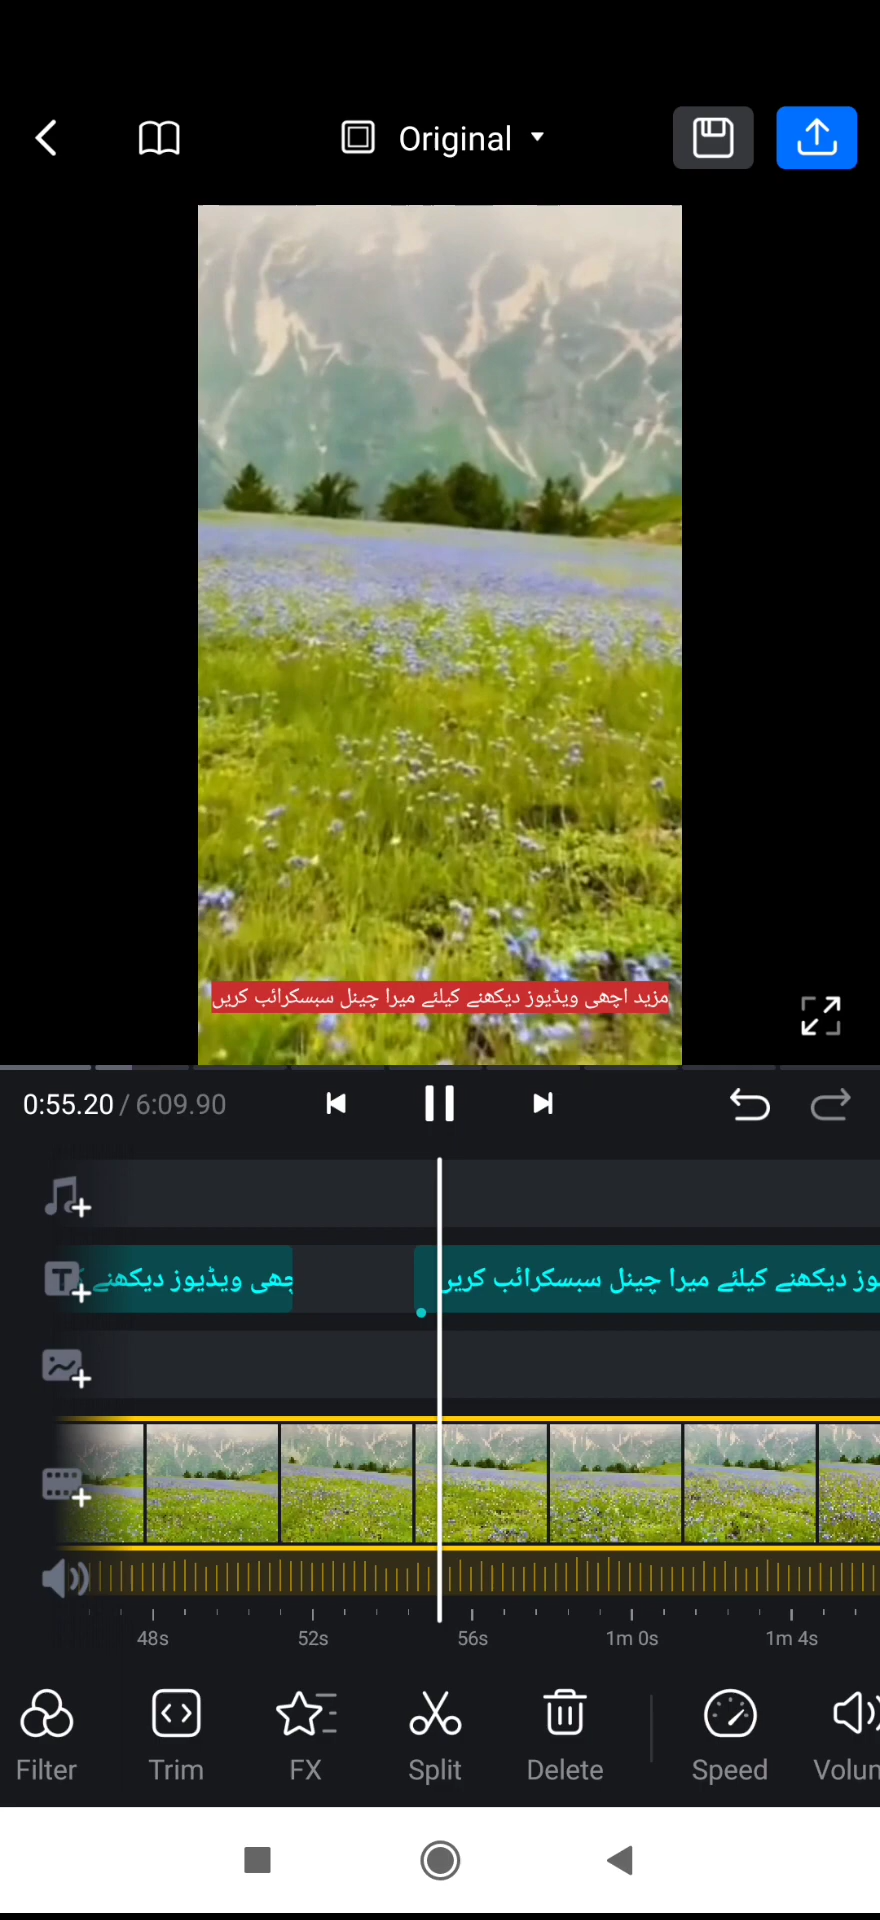 Original
مزید اچھی ویڈیوز دیکھنے کیلئے میرا چینل سبسکرائب کریں
0:55.20 / 6:09.90
چھی ویڈیوز دیکھنے
وز دیکھنے کیلئے میرا چینل سبسکرائب کریں
48s 52s 56s 1m 0s 1m 4s
Filter Trim FX Split Delete Speed Volum